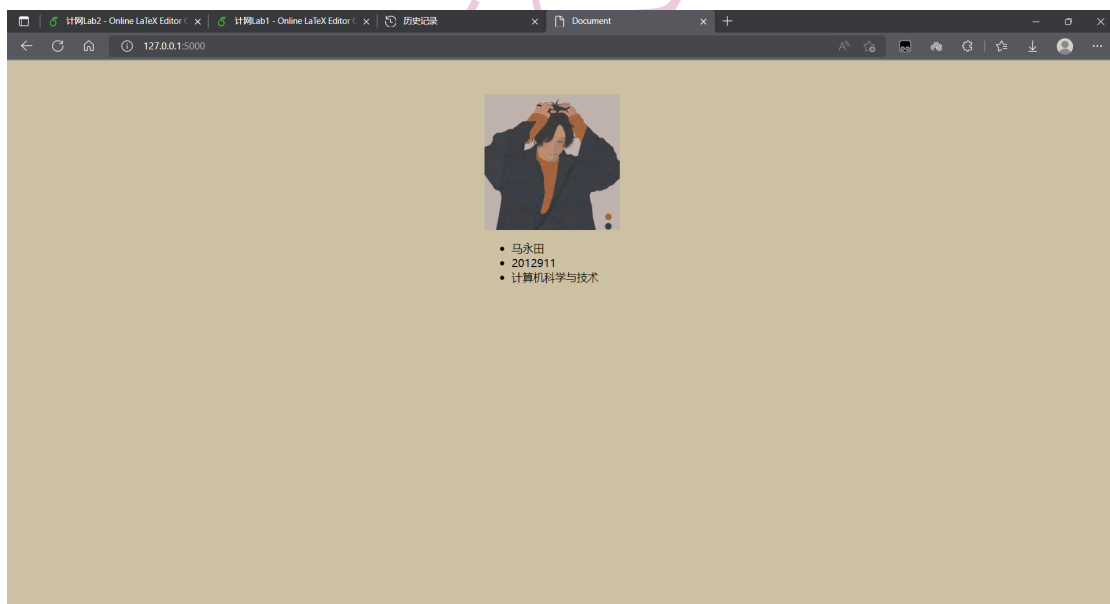 计网Lab2 - Online LaTeX Editor
计网Lab1 - Online LaTeX Editor
历史记录
Document
127.0.0.1:5000
马永田
2012911
计算机科学与技术